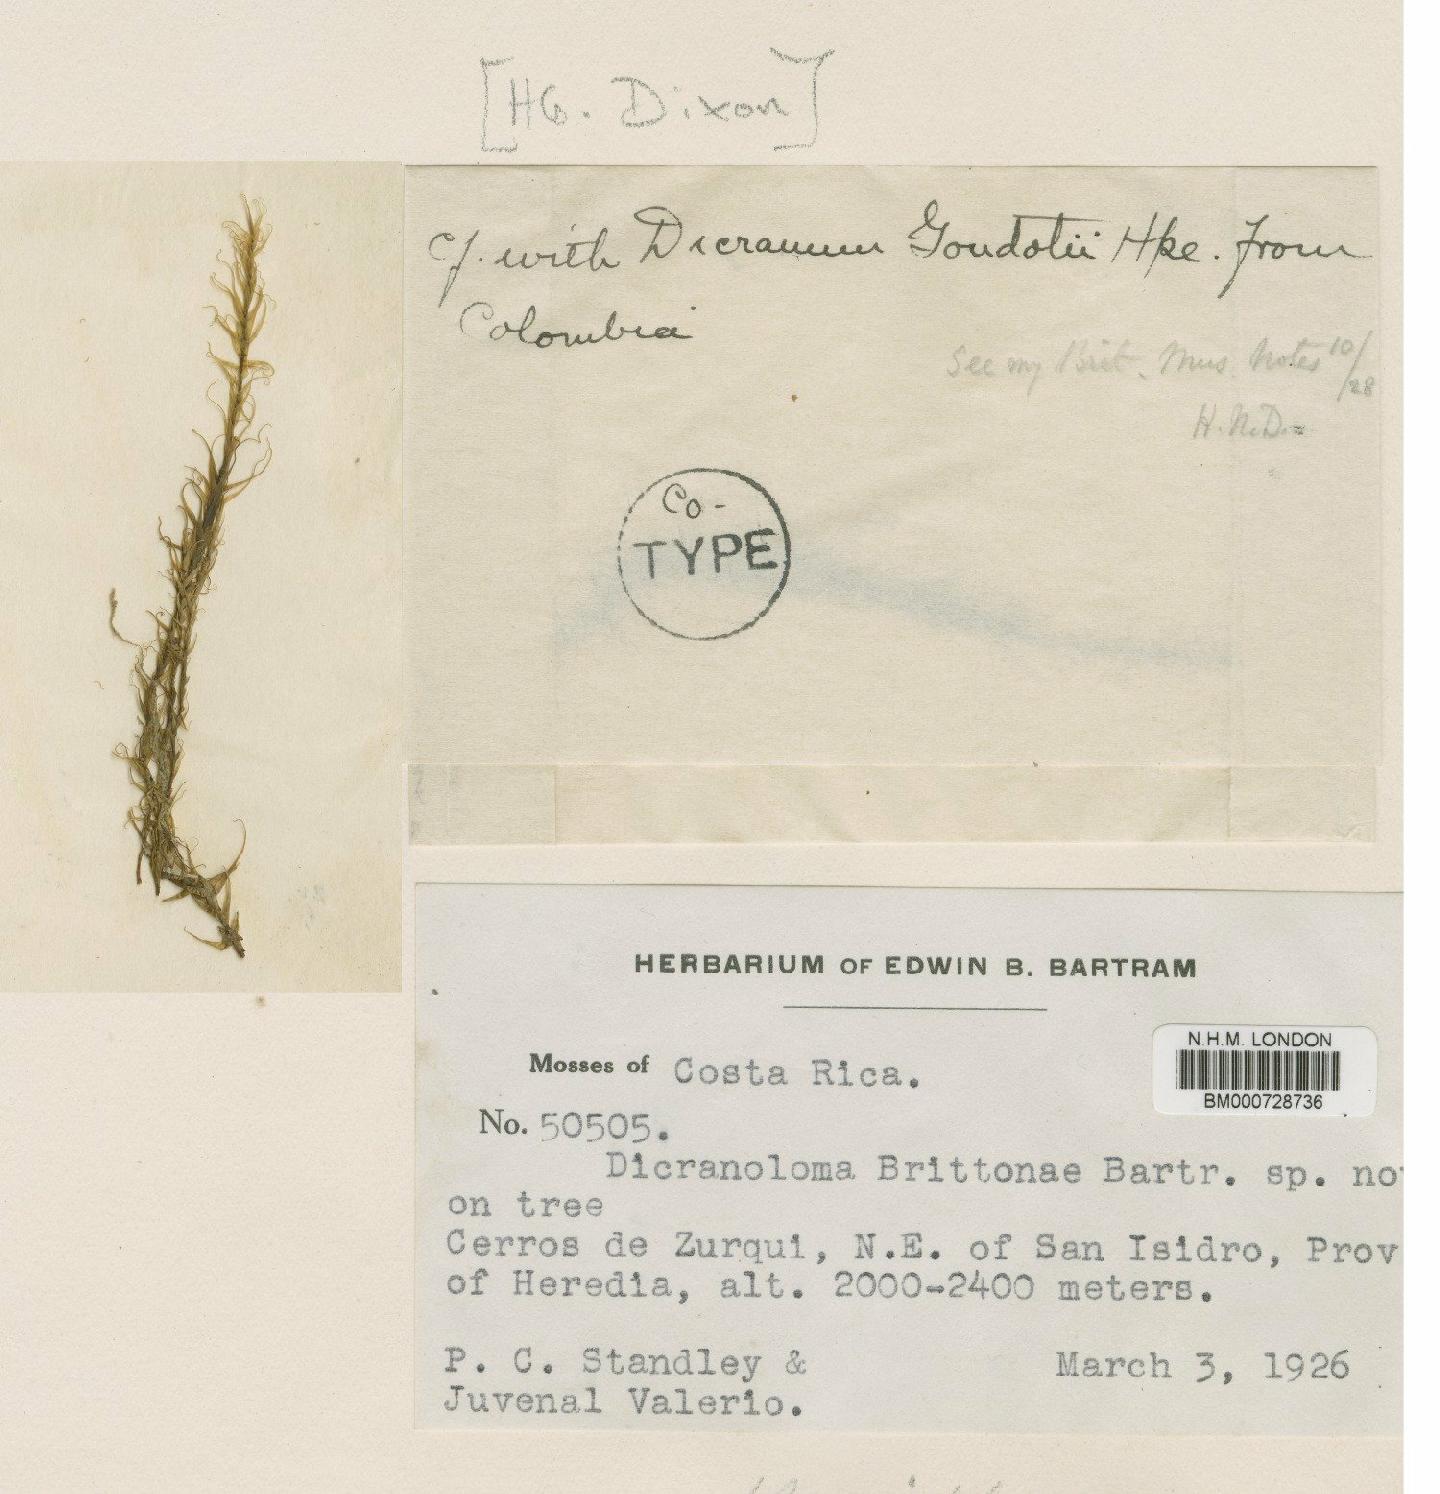 [HB. Dixon]
cf. with Dicranum Goudotii Hpe. from
Colombia
See my Brit. Mus. Notes 10/28
H.N.D.
Co-
TYPE
HERBARIUM OF EDWIN B. BARTRAM
N.H.M. LONDON
BM000728736
Mosses of Costa Rica.
No. 50505.
Dicranoloma Brittonae Bartr. sp. no
on tree
Cerros de Zurqui, N.E. of San Isidro, Prov
of Heredia, alt. 2000-2400 meters.
P. C. Standley & March 3, 1926
Juvenal Valerio.